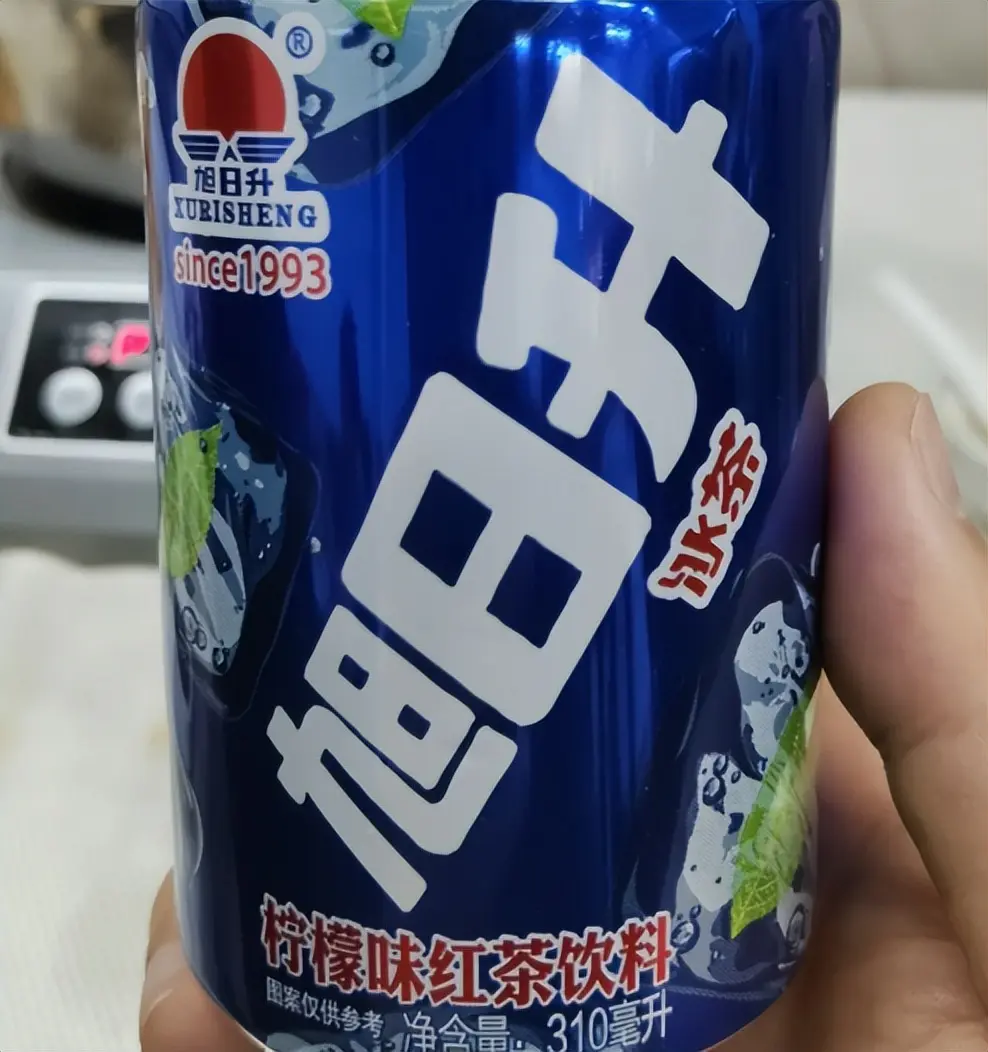 ®
旭日升
XURISHENG
since1993
旭日升
冰茶
柠檬味红茶饮料
图案仅供参考
净含量：310毫升